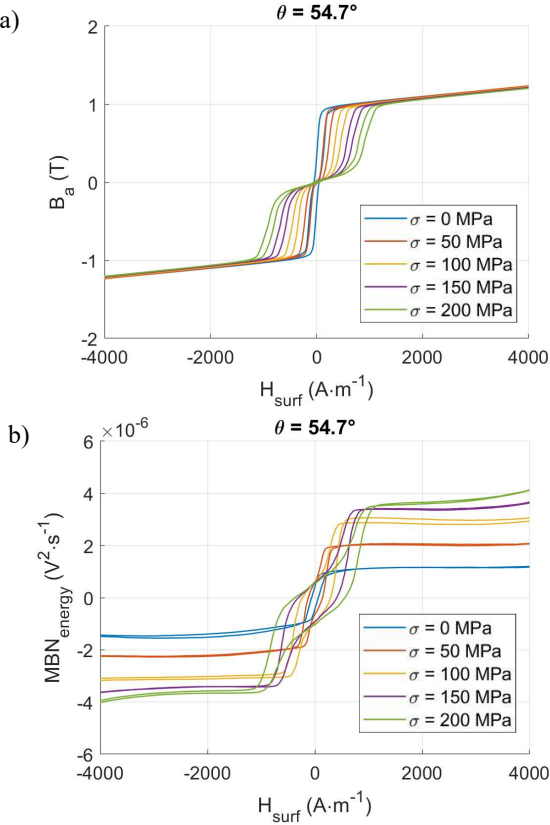 a)
θ = 54.7°
2
1
0
-1
-2
B_a (T)
-4000 -2000 0 2000 4000
H_surf (A·m⁻¹)
σ = 0 MPa
σ = 50 MPa
σ = 100 MPa
σ = 150 MPa
σ = 200 MPa
b)
×10⁻⁶
θ = 54.7°
6
4
2
0
-2
-4
-6
MBN_energy (V²·s⁻¹)
-4000 -2000 0 2000 4000
H_surf (A·m⁻¹)
σ = 0 MPa
σ = 50 MPa
σ = 100 MPa
σ = 150 MPa
σ = 200 MPa